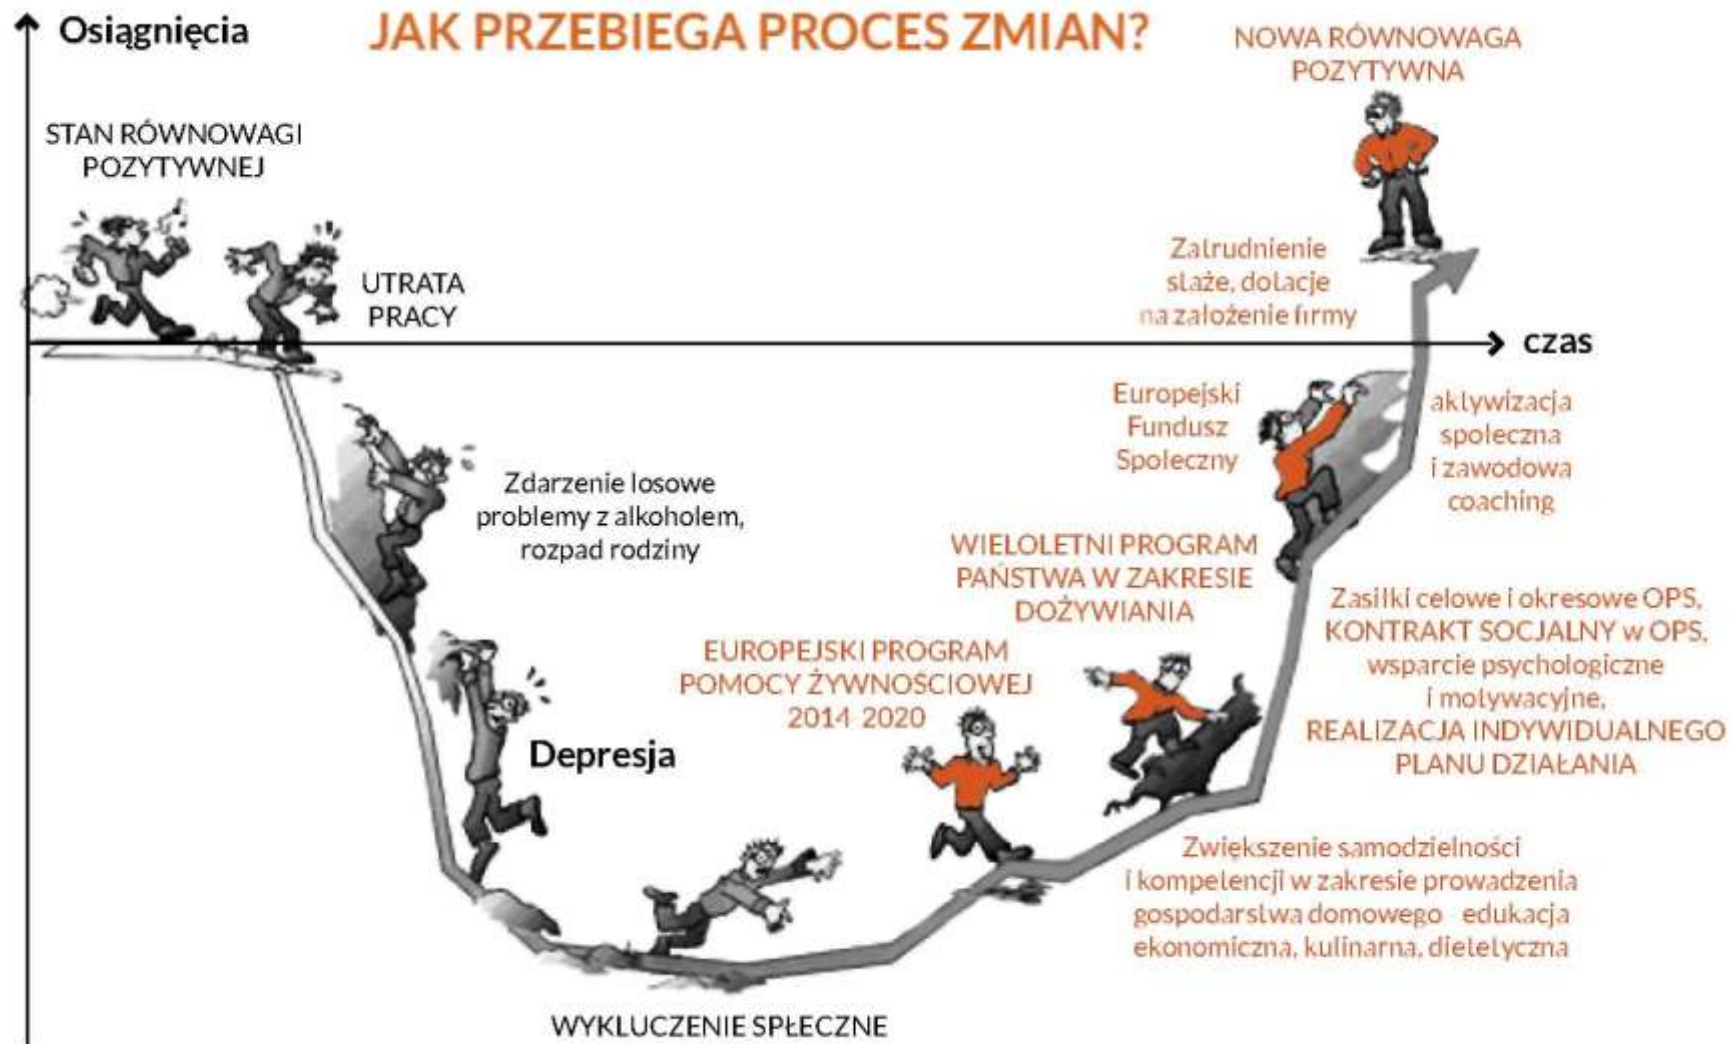 Osiągnięcia
JAK PRZEBIEGA PROCES ZMIAN?
NOWA RÓWNOWAGA
POZYTYWNA
STAN RÓWNOWAGI
POZYTYWNEJ
UTRATA
PRACY
Zatrudnienie
staże, dotacje
na założenie firmy
czas
Europejski
Fundusz
Społeczny
aktywizacja
społeczna
i zawodowa
coaching
Zdarzenie losowe
problemy z alkoholem,
rozpad rodziny
WIELOLETNI PROGRAM
PAŃSTWA W ZAKRESIE
DOŻYWIANIA
Zasiłki celowe i okresowe OPS,
KONTRAKT SOCJALNY w OPS,
wsparcie psychologiczne
i motywacyjne,
REALIZACJA INDYWIDUALNEGO
PLANU DZIAŁANIA
EUROPEJSKI PROGRAM
POMOCY ŻYWNOŚCIOWEJ
2014 2020
Depresja
Zwiększenie samodzielności
i kompetencji w zakresie prowadzenia
gospodarstwa domowego edukacja
ekonomiczna, kulinarna, dietetyczna
WYKLUCZENIE SPŁECZNE